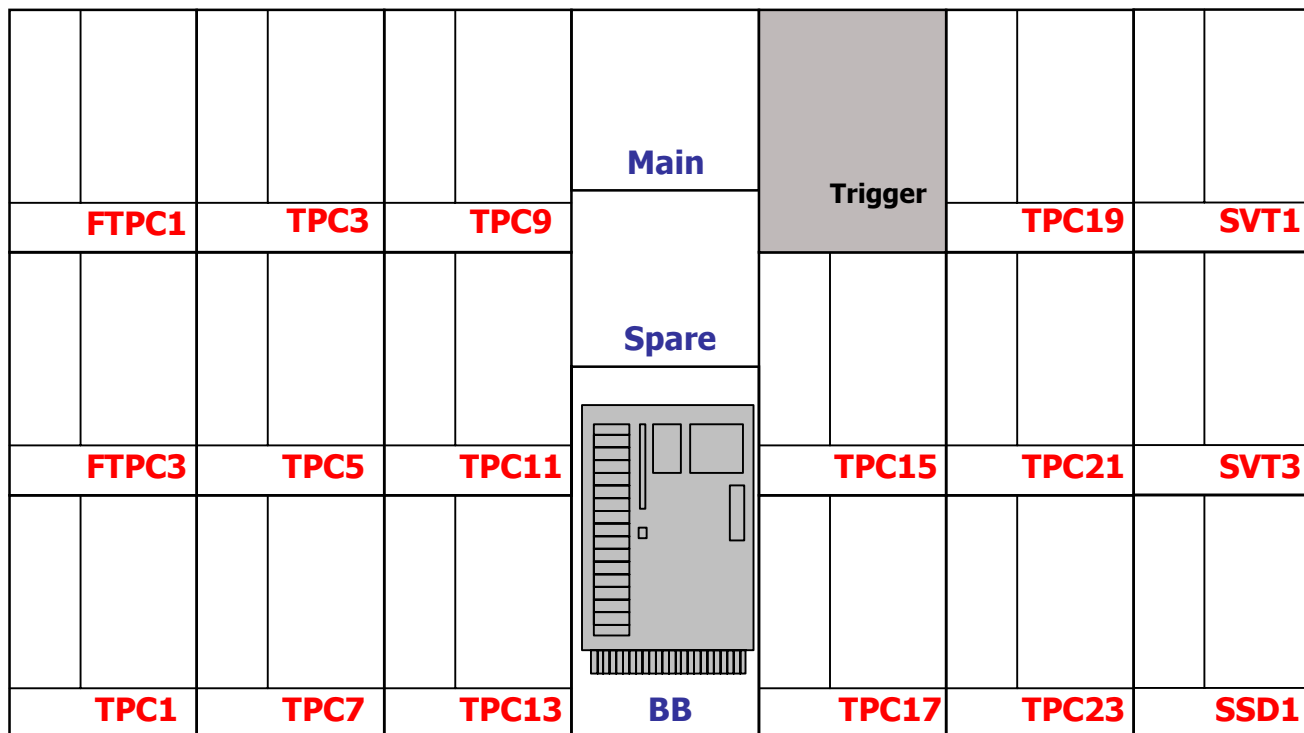 Main
Trigger
FTPC1 TPC3 TPC9 TPC19 SVT1
Spare
FTPC3 TPC5 TPC11 TPC15 TPC21 SVT3
TPC1 TPC7 TPC13 BB TPC17 TPC23 SSD1